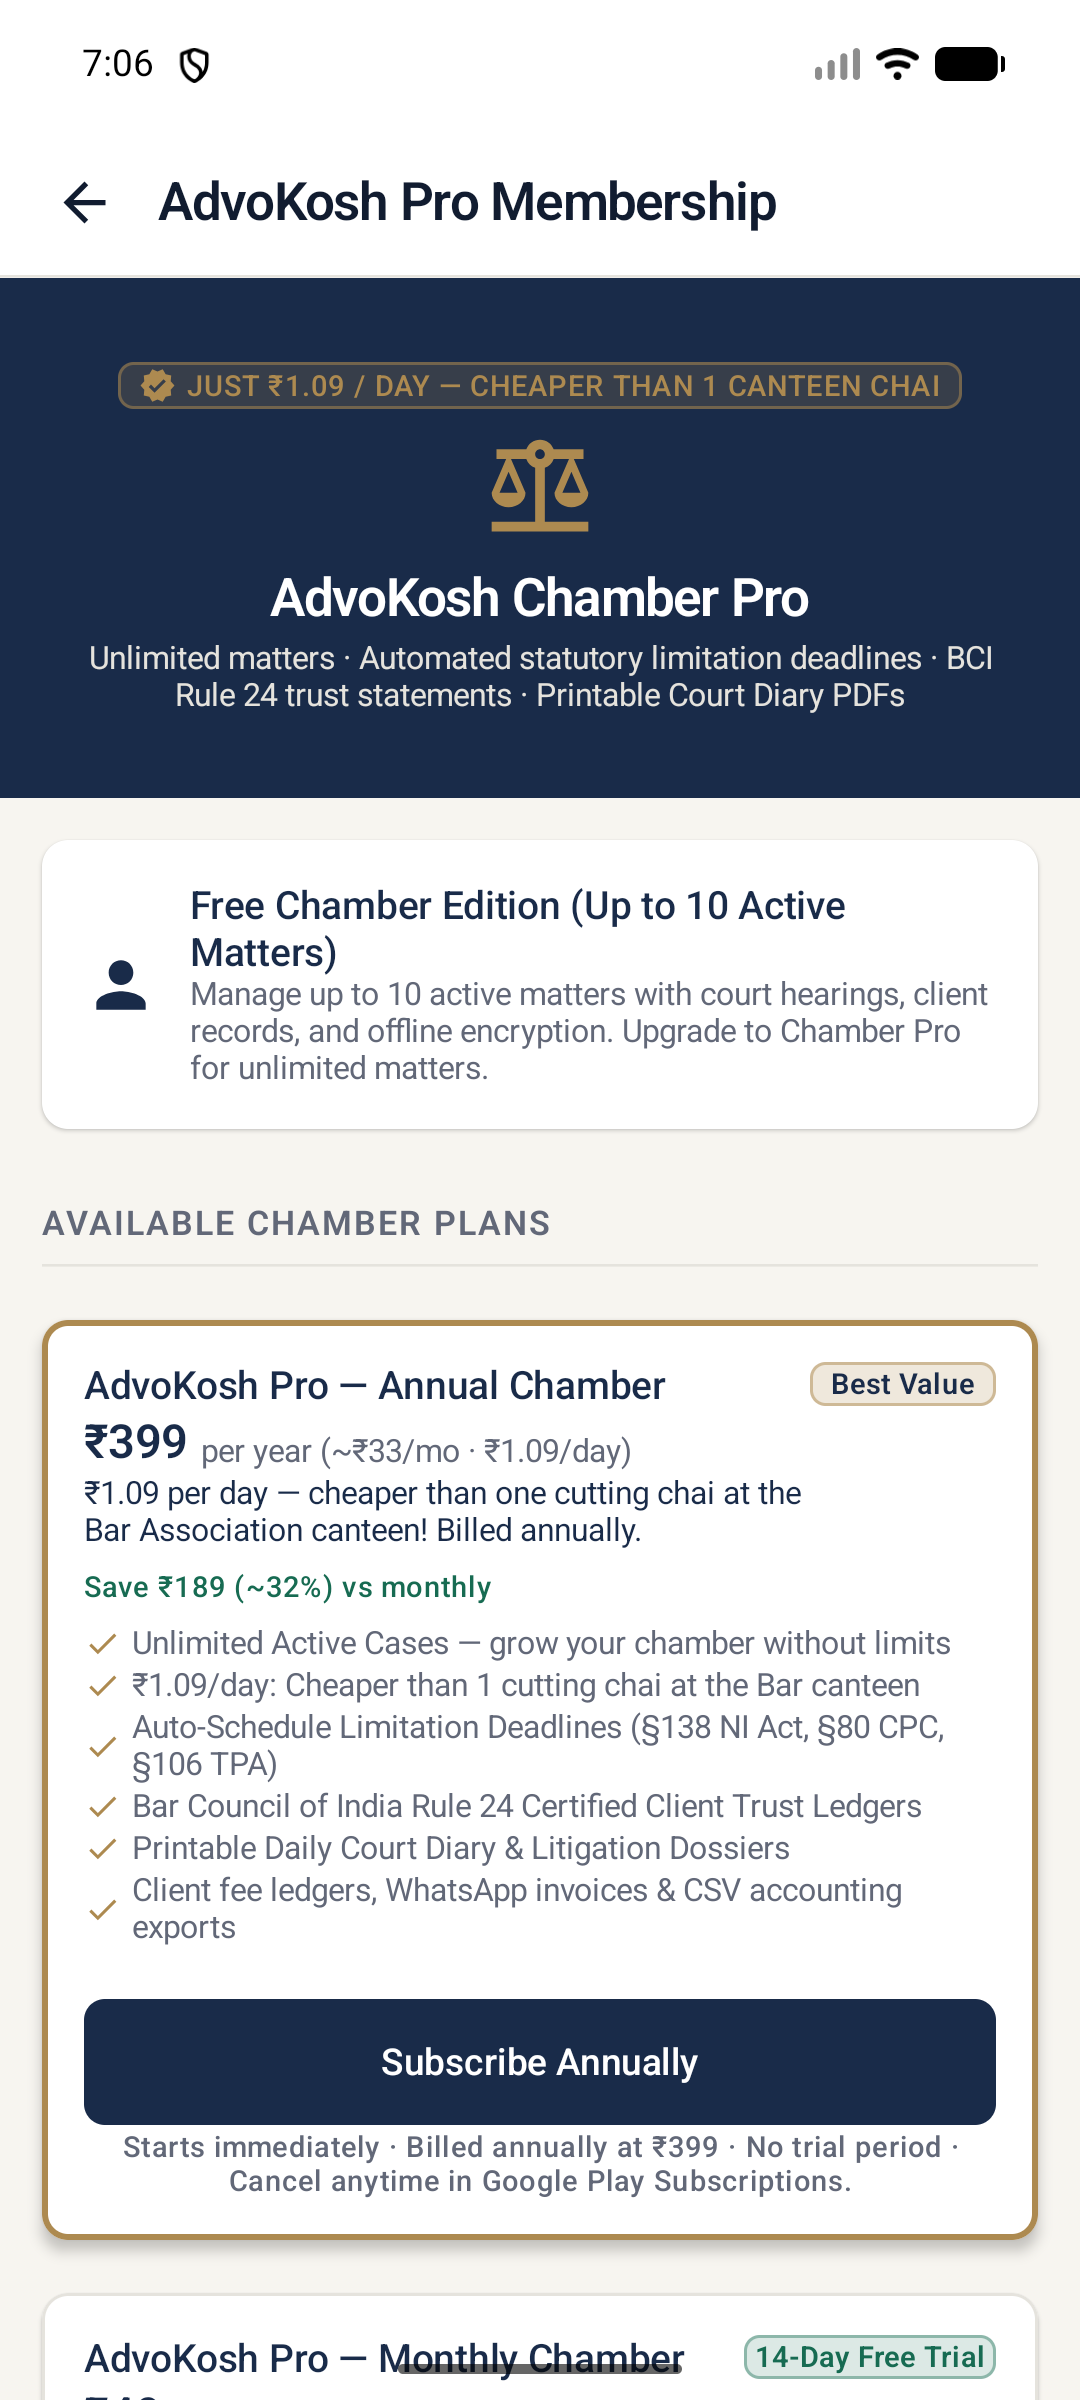 7:06
AdvoKosh Pro Membership
JUST ₹1.09 / DAY — CHEAPER THAN 1 CANTEEN CHAI
AdvoKosh Chamber Pro
Unlimited matters · Automated statutory limitation deadlines · BCI
Rule 24 trust statements · Printable Court Diary PDFs
Free Chamber Edition (Up to 10 Active
Matters)
Manage up to 10 active matters with court hearings, client
records, and offline encryption. Upgrade to Chamber Pro
for unlimited matters.
AVAILABLE CHAMBER PLANS
AdvoKosh Pro — Annual Chamber
Best Value
₹399 per year (~₹33/mo · ₹1.09/day)
₹1.09 per day — cheaper than one cutting chai at the
Bar Association canteen! Billed annually.
Save ₹189 (~32%) vs monthly
Unlimited Active Cases — grow your chamber without limits
₹1.09/day: Cheaper than 1 cutting chai at the Bar canteen
Auto-Schedule Limitation Deadlines (§138 NI Act, §80 CPC,
§106 TPA)
Bar Council of India Rule 24 Certified Client Trust Ledgers
Printable Daily Court Diary & Litigation Dossiers
Client fee ledgers, WhatsApp invoices & CSV accounting
exports
Subscribe Annually
Starts immediately · Billed annually at ₹399 · No trial period ·
Cancel anytime in Google Play Subscriptions.
AdvoKosh Pro — Monthly Chamber
14-Day Free Trial